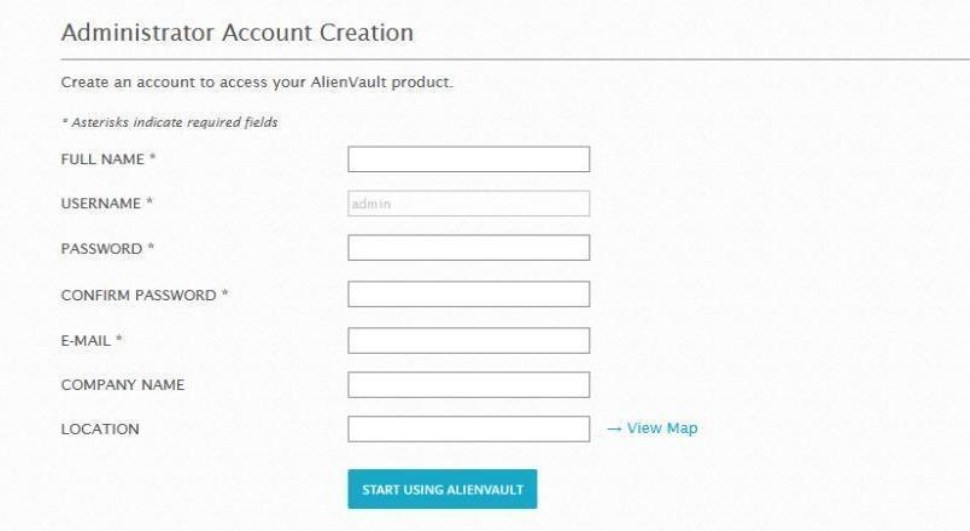 Administrator Account Creation
Create an account to access your AlienVault product.
* Asterisks indicate required fields
FULL NAME *
USERNAME * admin
PASSWORD *
CONFIRM PASSWORD *
E-MAIL *
COMPANY NAME
LOCATION → View Map
START USING ALIENVAULT